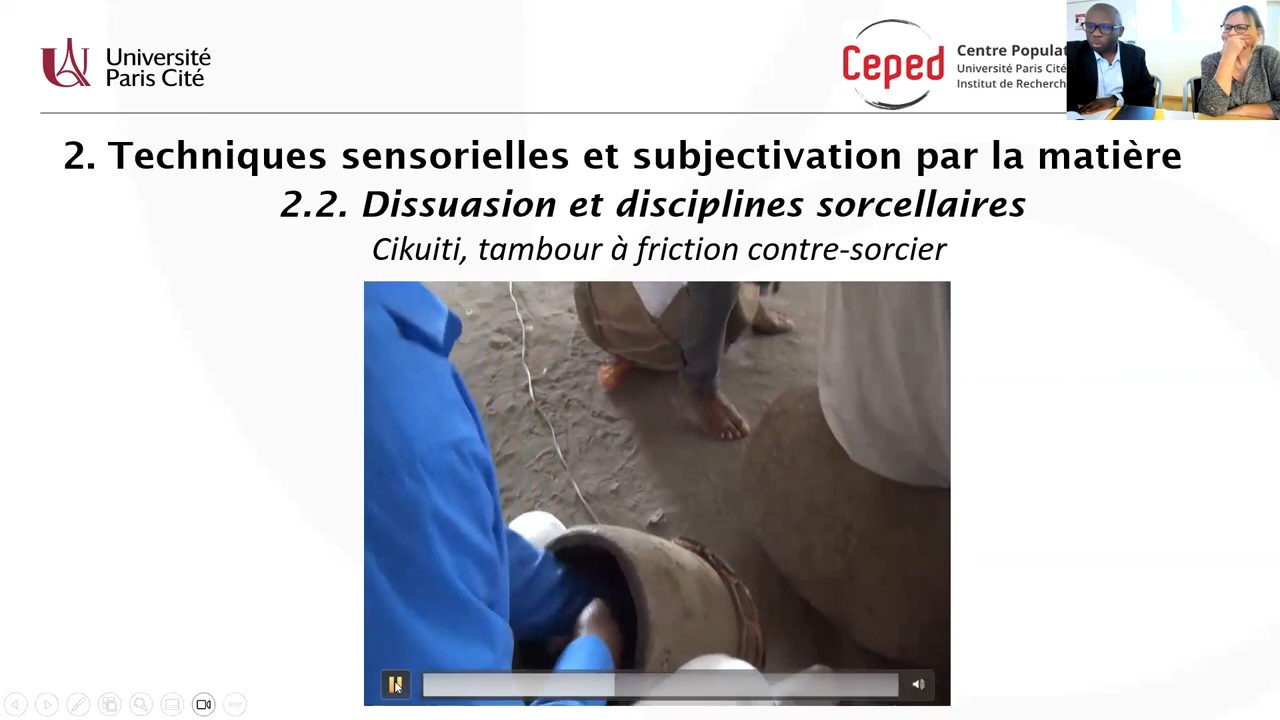 Université
Paris Cité
Ceped
Centre Populat
Université Paris Cité
Institut de Recherch
2. Techniques sensorielles et subjectivation par la matière
2.2. Dissuasion et disciplines sorcellaires
Cikuiti, tambour à friction contre-sorcier